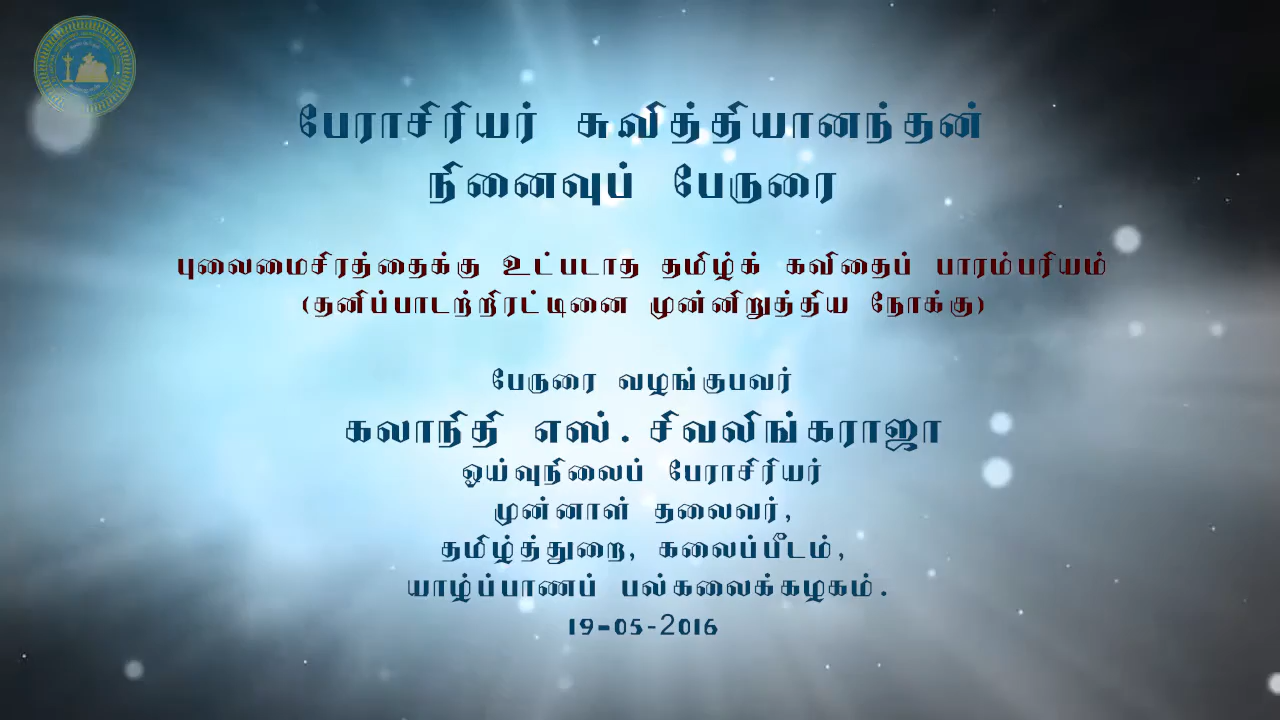 பேராசிரியர் சு.வித்தியானந்தன்
நினைவுப் பேருரை
புலமைசிரத்தைக்கு உட்படாத தமிழ்க் கவிதைப் பாரம்பரியம்
(தனிப்பாடற்றிரட்டினை முன்னிறுத்திய நோக்கு)
பேருரை வழங்குபவர்
கலாநிதி எஸ்.சிவலிங்கராஜா
ஓய்வுநிலைப் பேராசிரியர்
முன்னாள் தலைவர்,
தமிழ்த்துறை, கலைப்பீடம்,
யாழ்ப்பாணப் பல்கலைக்கழகம்.
19-05-2016